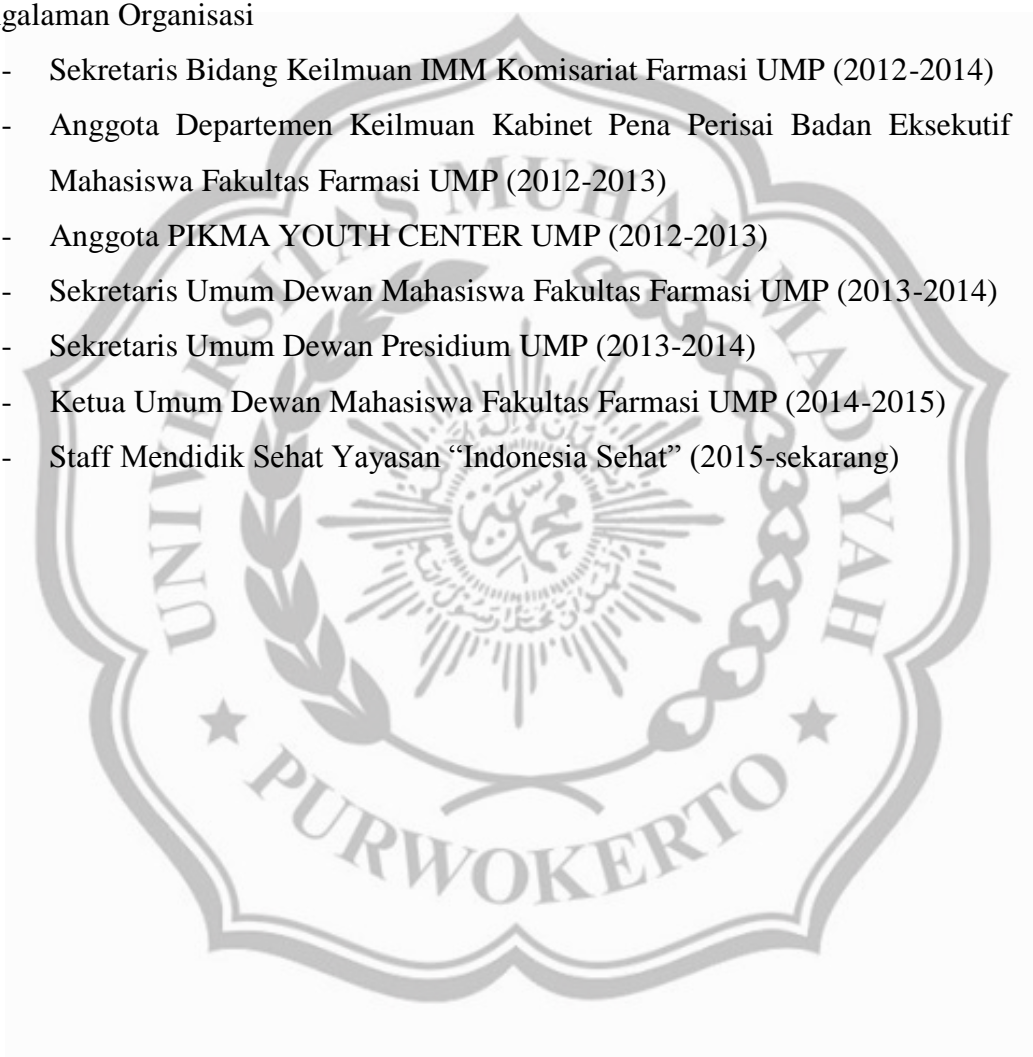 galaman Organisasi
- Sekretaris Bidang Keilmuan IMM Komisariat Farmasi UMP (2012-2014)
- Anggota Departemen Keilmuan Kabinet Pena Perisai Badan Eksekutif
Mahasiswa Fakultas Farmasi UMP (2012-2013)
- Anggota PIKMA YOUTH CENTER UMP (2012-2013)
- Sekretaris Umum Dewan Mahasiswa Fakultas Farmasi UMP (2013-2014)
- Sekretaris Umum Dewan Presidium UMP (2013-2014)
- Ketua Umum Dewan Mahasiswa Fakultas Farmasi UMP (2014-2015)
- Staff Mendidik Sehat Yayasan “Indonesia Sehat” (2015-sekarang)
UNIVERSITAS MUHAMMADIYAH
PURWOKERTO